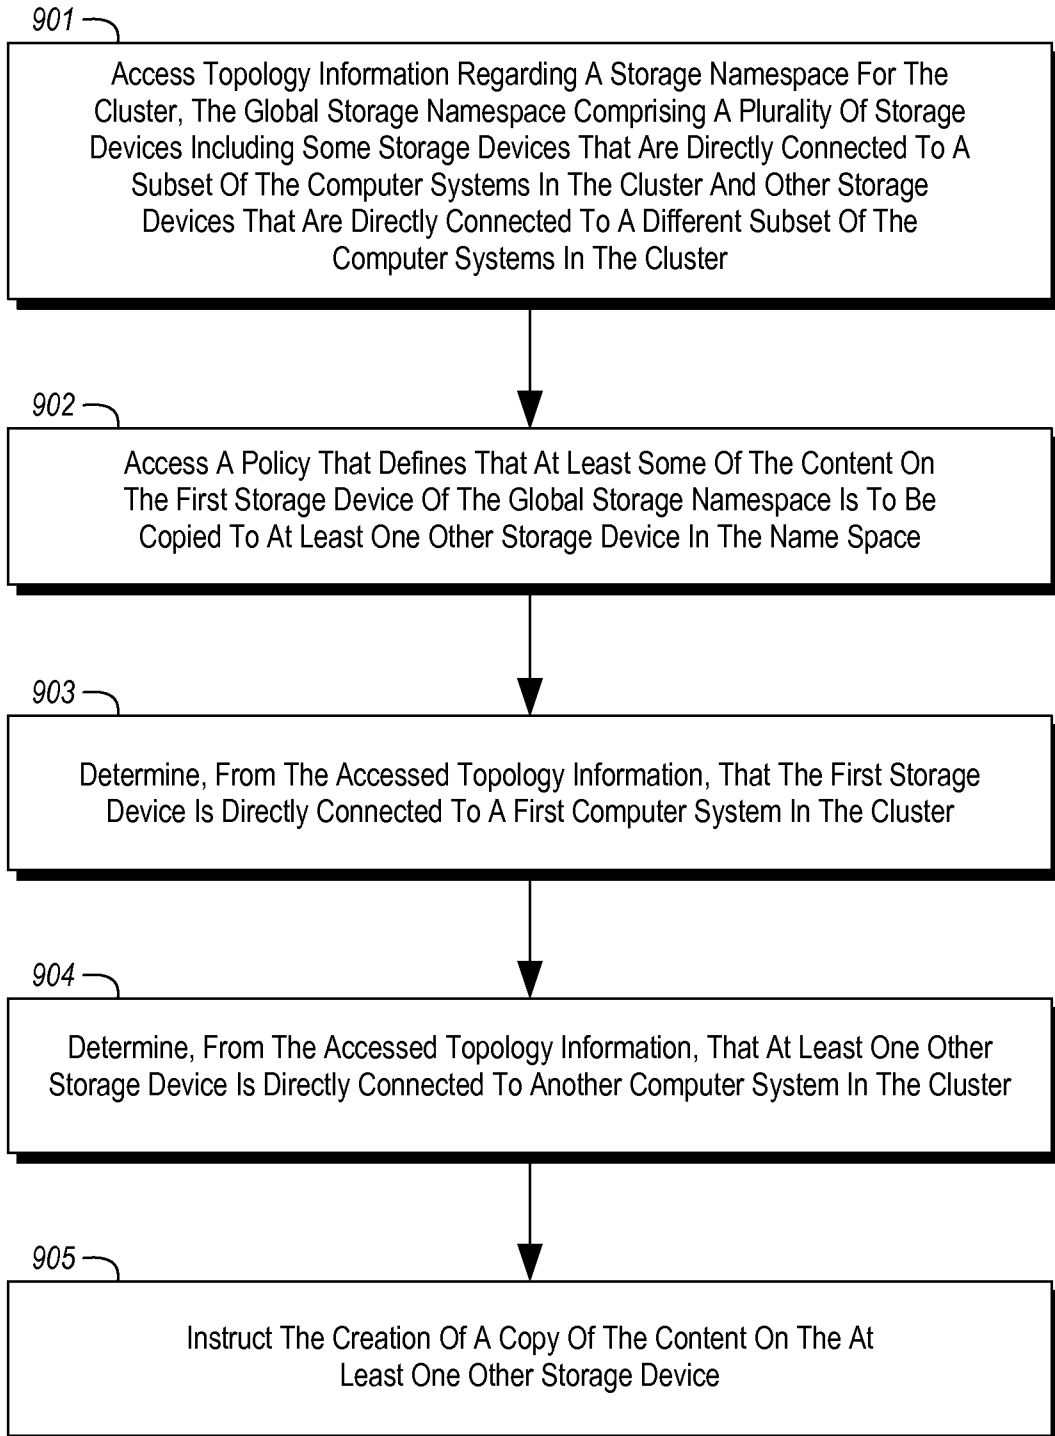 901
Access Topology Information Regarding A Storage Namespace For The
Cluster, The Global Storage Namespace Comprising A Plurality Of Storage
Devices Including Some Storage Devices That Are Directly Connected To A
Subset Of The Computer Systems In The Cluster And Other Storage
Devices That Are Directly Connected To A Different Subset Of The
Computer Systems In The Cluster
902
Access A Policy That Defines That At Least Some Of The Content On
The First Storage Device Of The Global Storage Namespace Is To Be
Copied To At Least One Other Storage Device In The Name Space
903
Determine, From The Accessed Topology Information, That The First Storage
Device Is Directly Connected To A First Computer System In The Cluster
904
Determine, From The Accessed Topology Information, That At Least One Other
Storage Device Is Directly Connected To Another Computer System In The Cluster
905
Instruct The Creation Of A Copy Of The Content On The At
Least One Other Storage Device